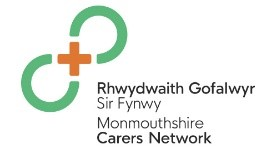 Rhwydwaith Gofalwyr
Sir Fynwy
Monmouthshire
Carers Network